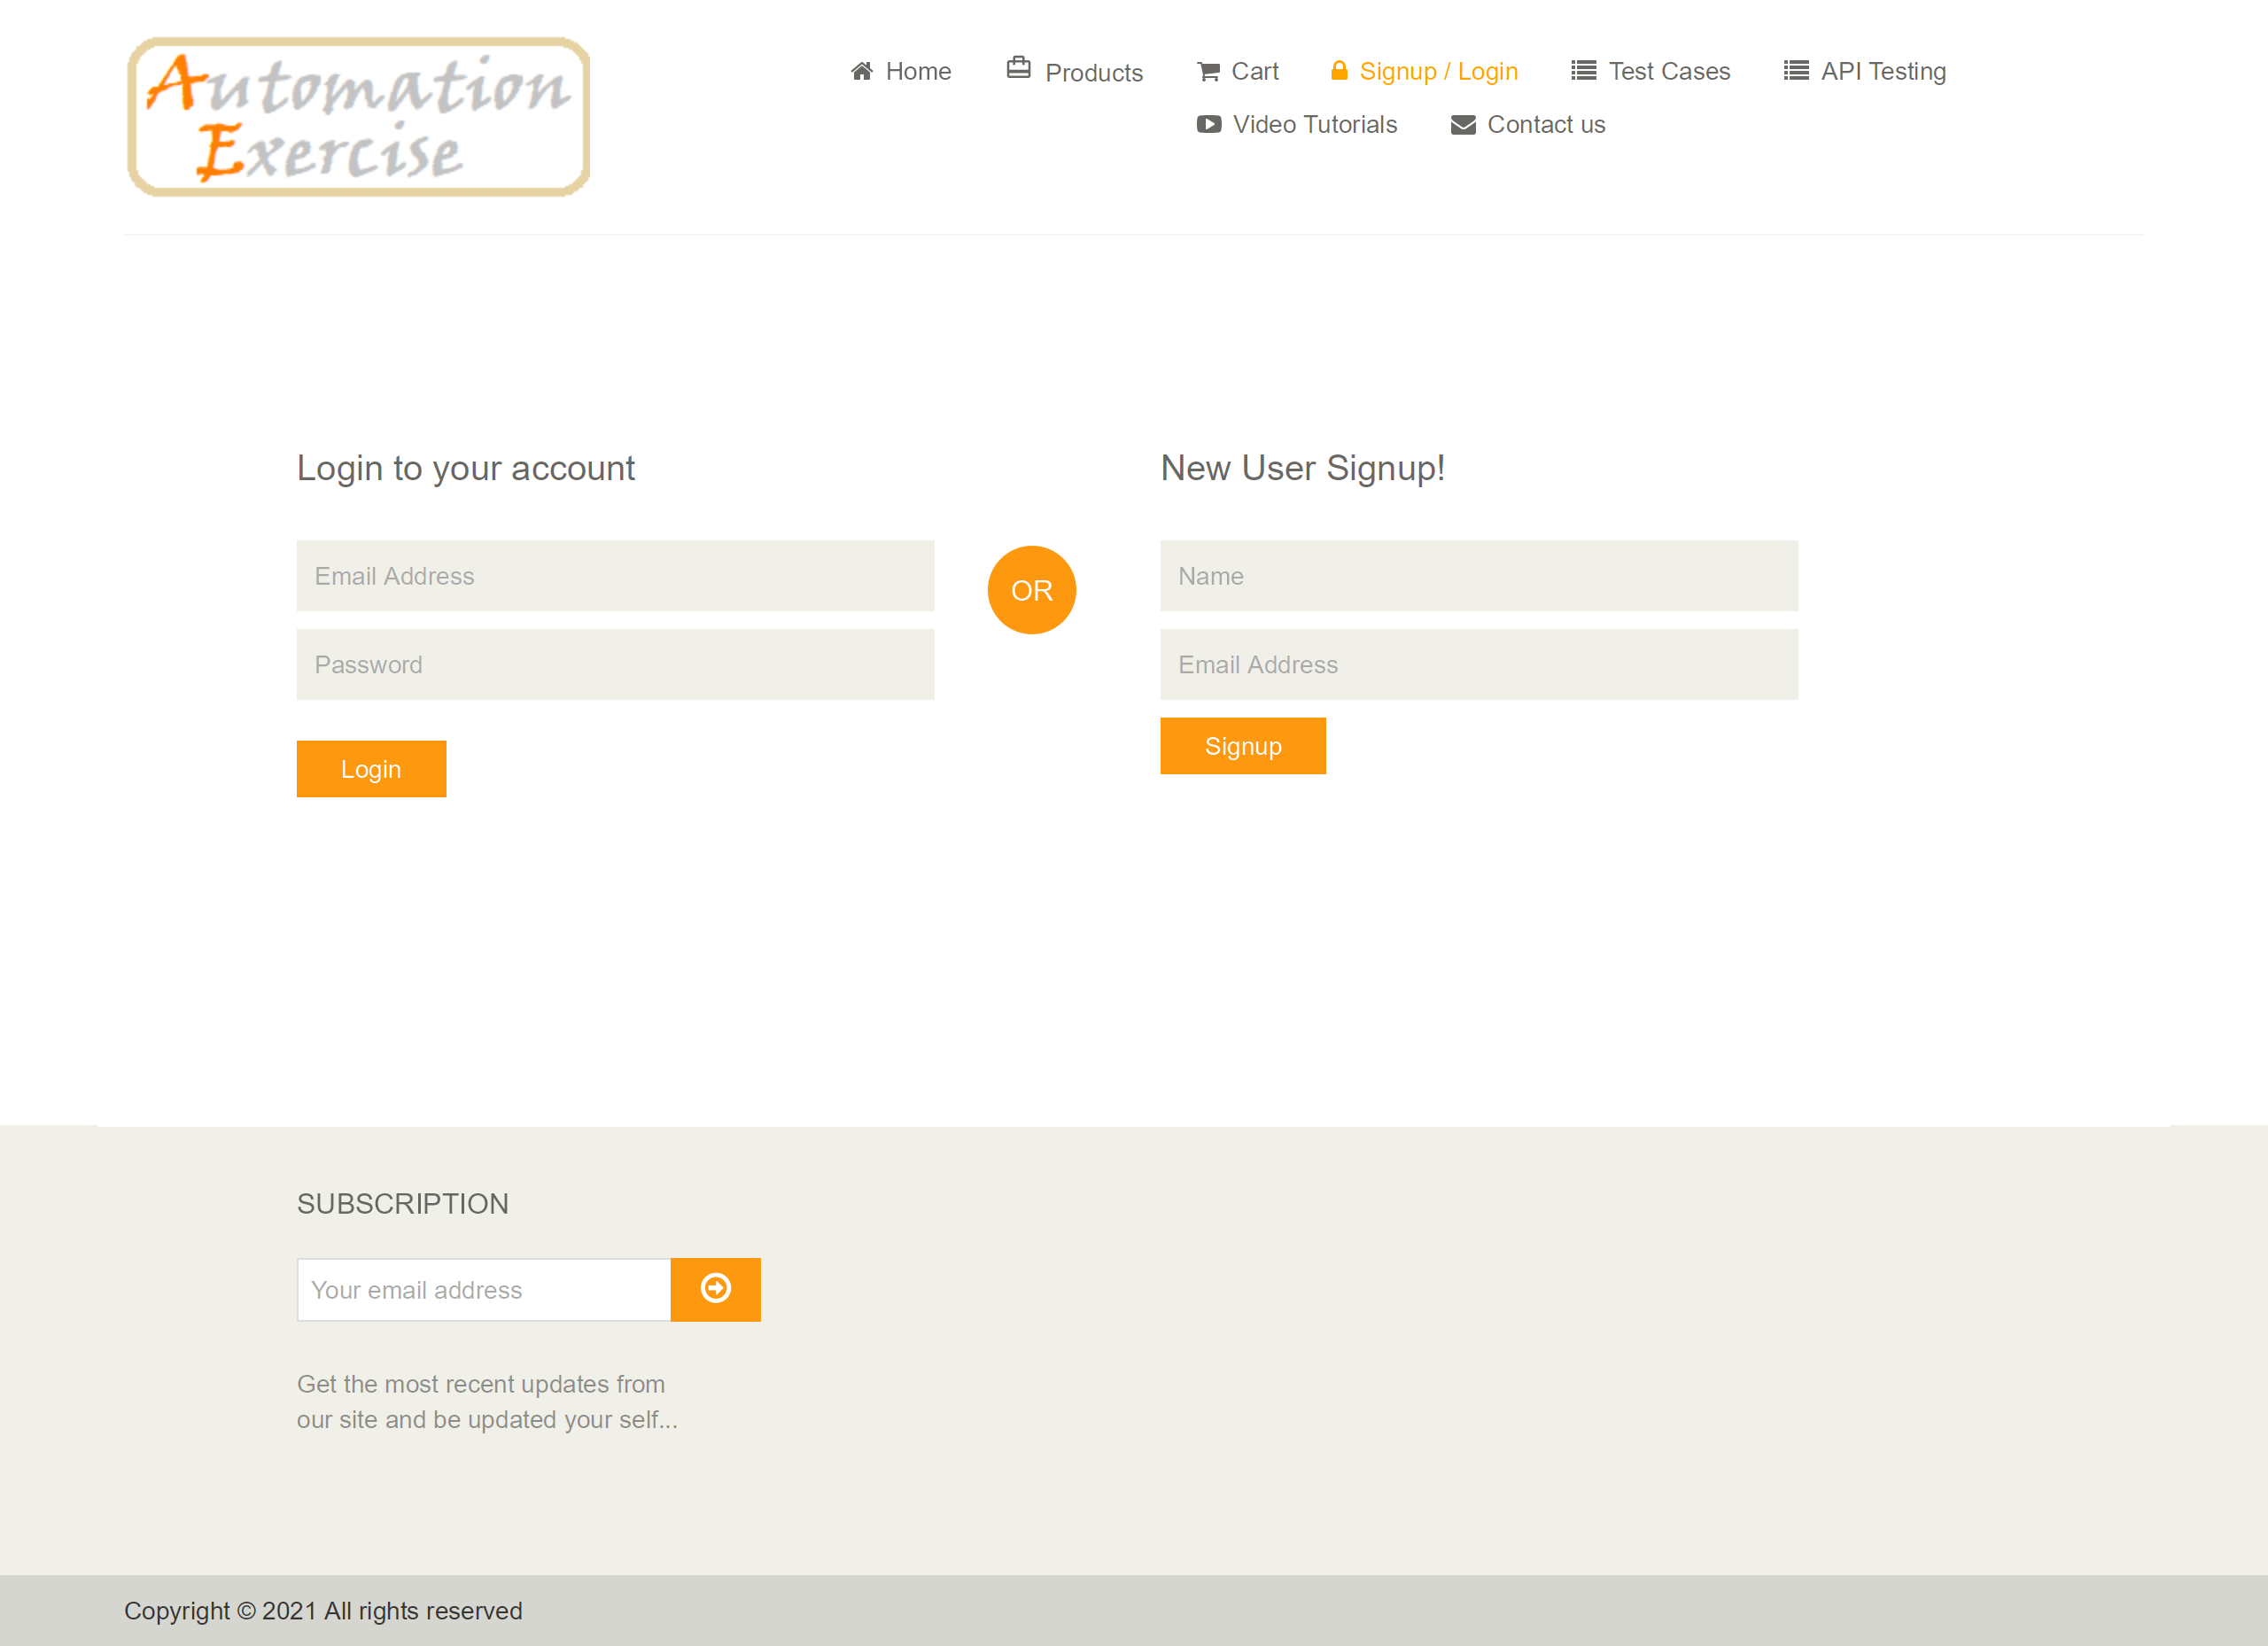 Automation
Exercise
Home Products Cart Signup / Login Test Cases API Testing
Video Tutorials Contact us
Login to your account
Email Address
Password
Login
OR
New User Signup!
Name
Email Address
Signup
SUBSCRIPTION
Your email address
Get the most recent updates from
our site and be updated your self...
Copyright © 2021 All rights reserved